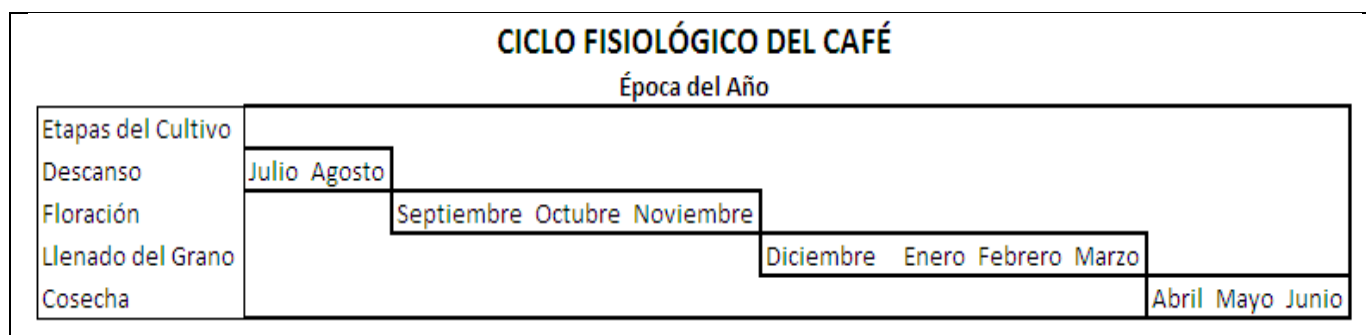 CICLO FISIOLÓGICO DEL CAFÉ
Época del Año
Etapas del Cultivo
Descanso Julio Agosto
Floración Septiembre Octubre Noviembre
Llenado del Grano Diciembre Enero Febrero Marzo
Cosecha Abril Mayo Junio